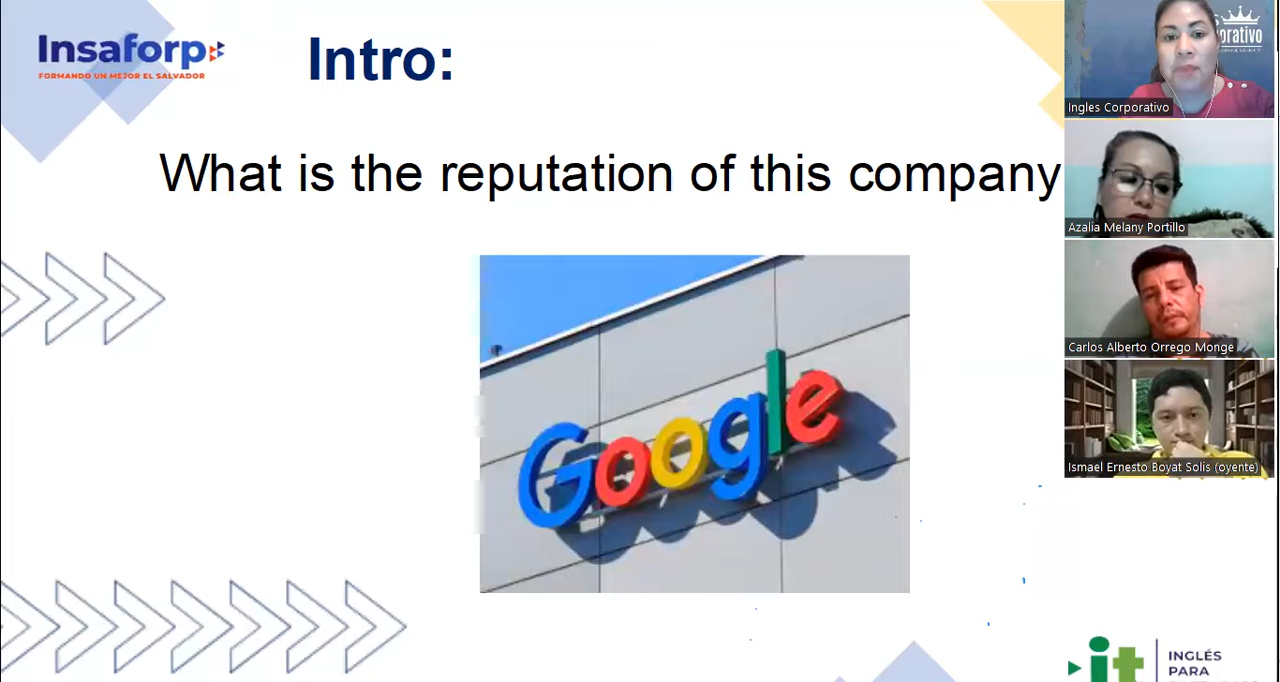 Insaforp
FORMANDO UN MEJOR EL SALVADOR
Intro:
What is the reputation of this company
Google
Ingles Corporativo
Azalia Melany Portillo
Carlos Alberto Orrego Monge
Ismael Ernesto Boyat Solis (oyente)
it
INGLÉS
PARA